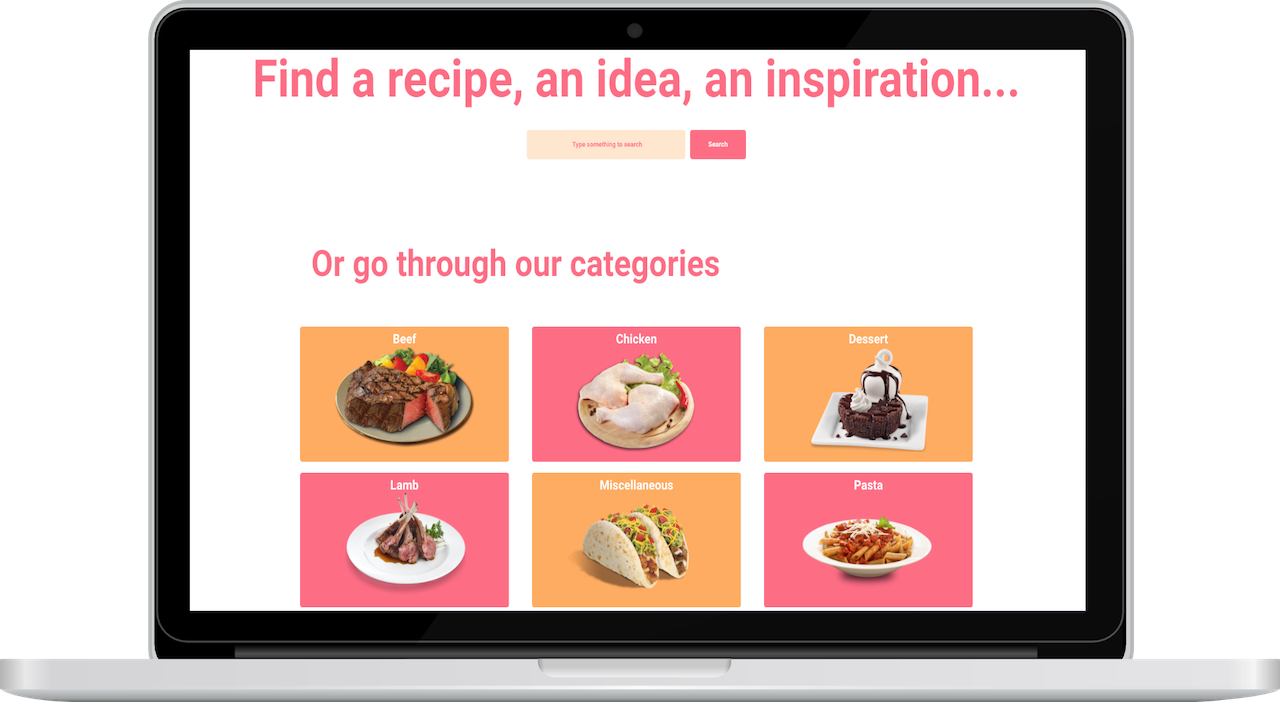 Find a recipe, an idea, an inspiration...
Type something to search
Search
Or go through our categories
Beef
Chicken
Dessert
Lamb
Miscellaneous
Pasta